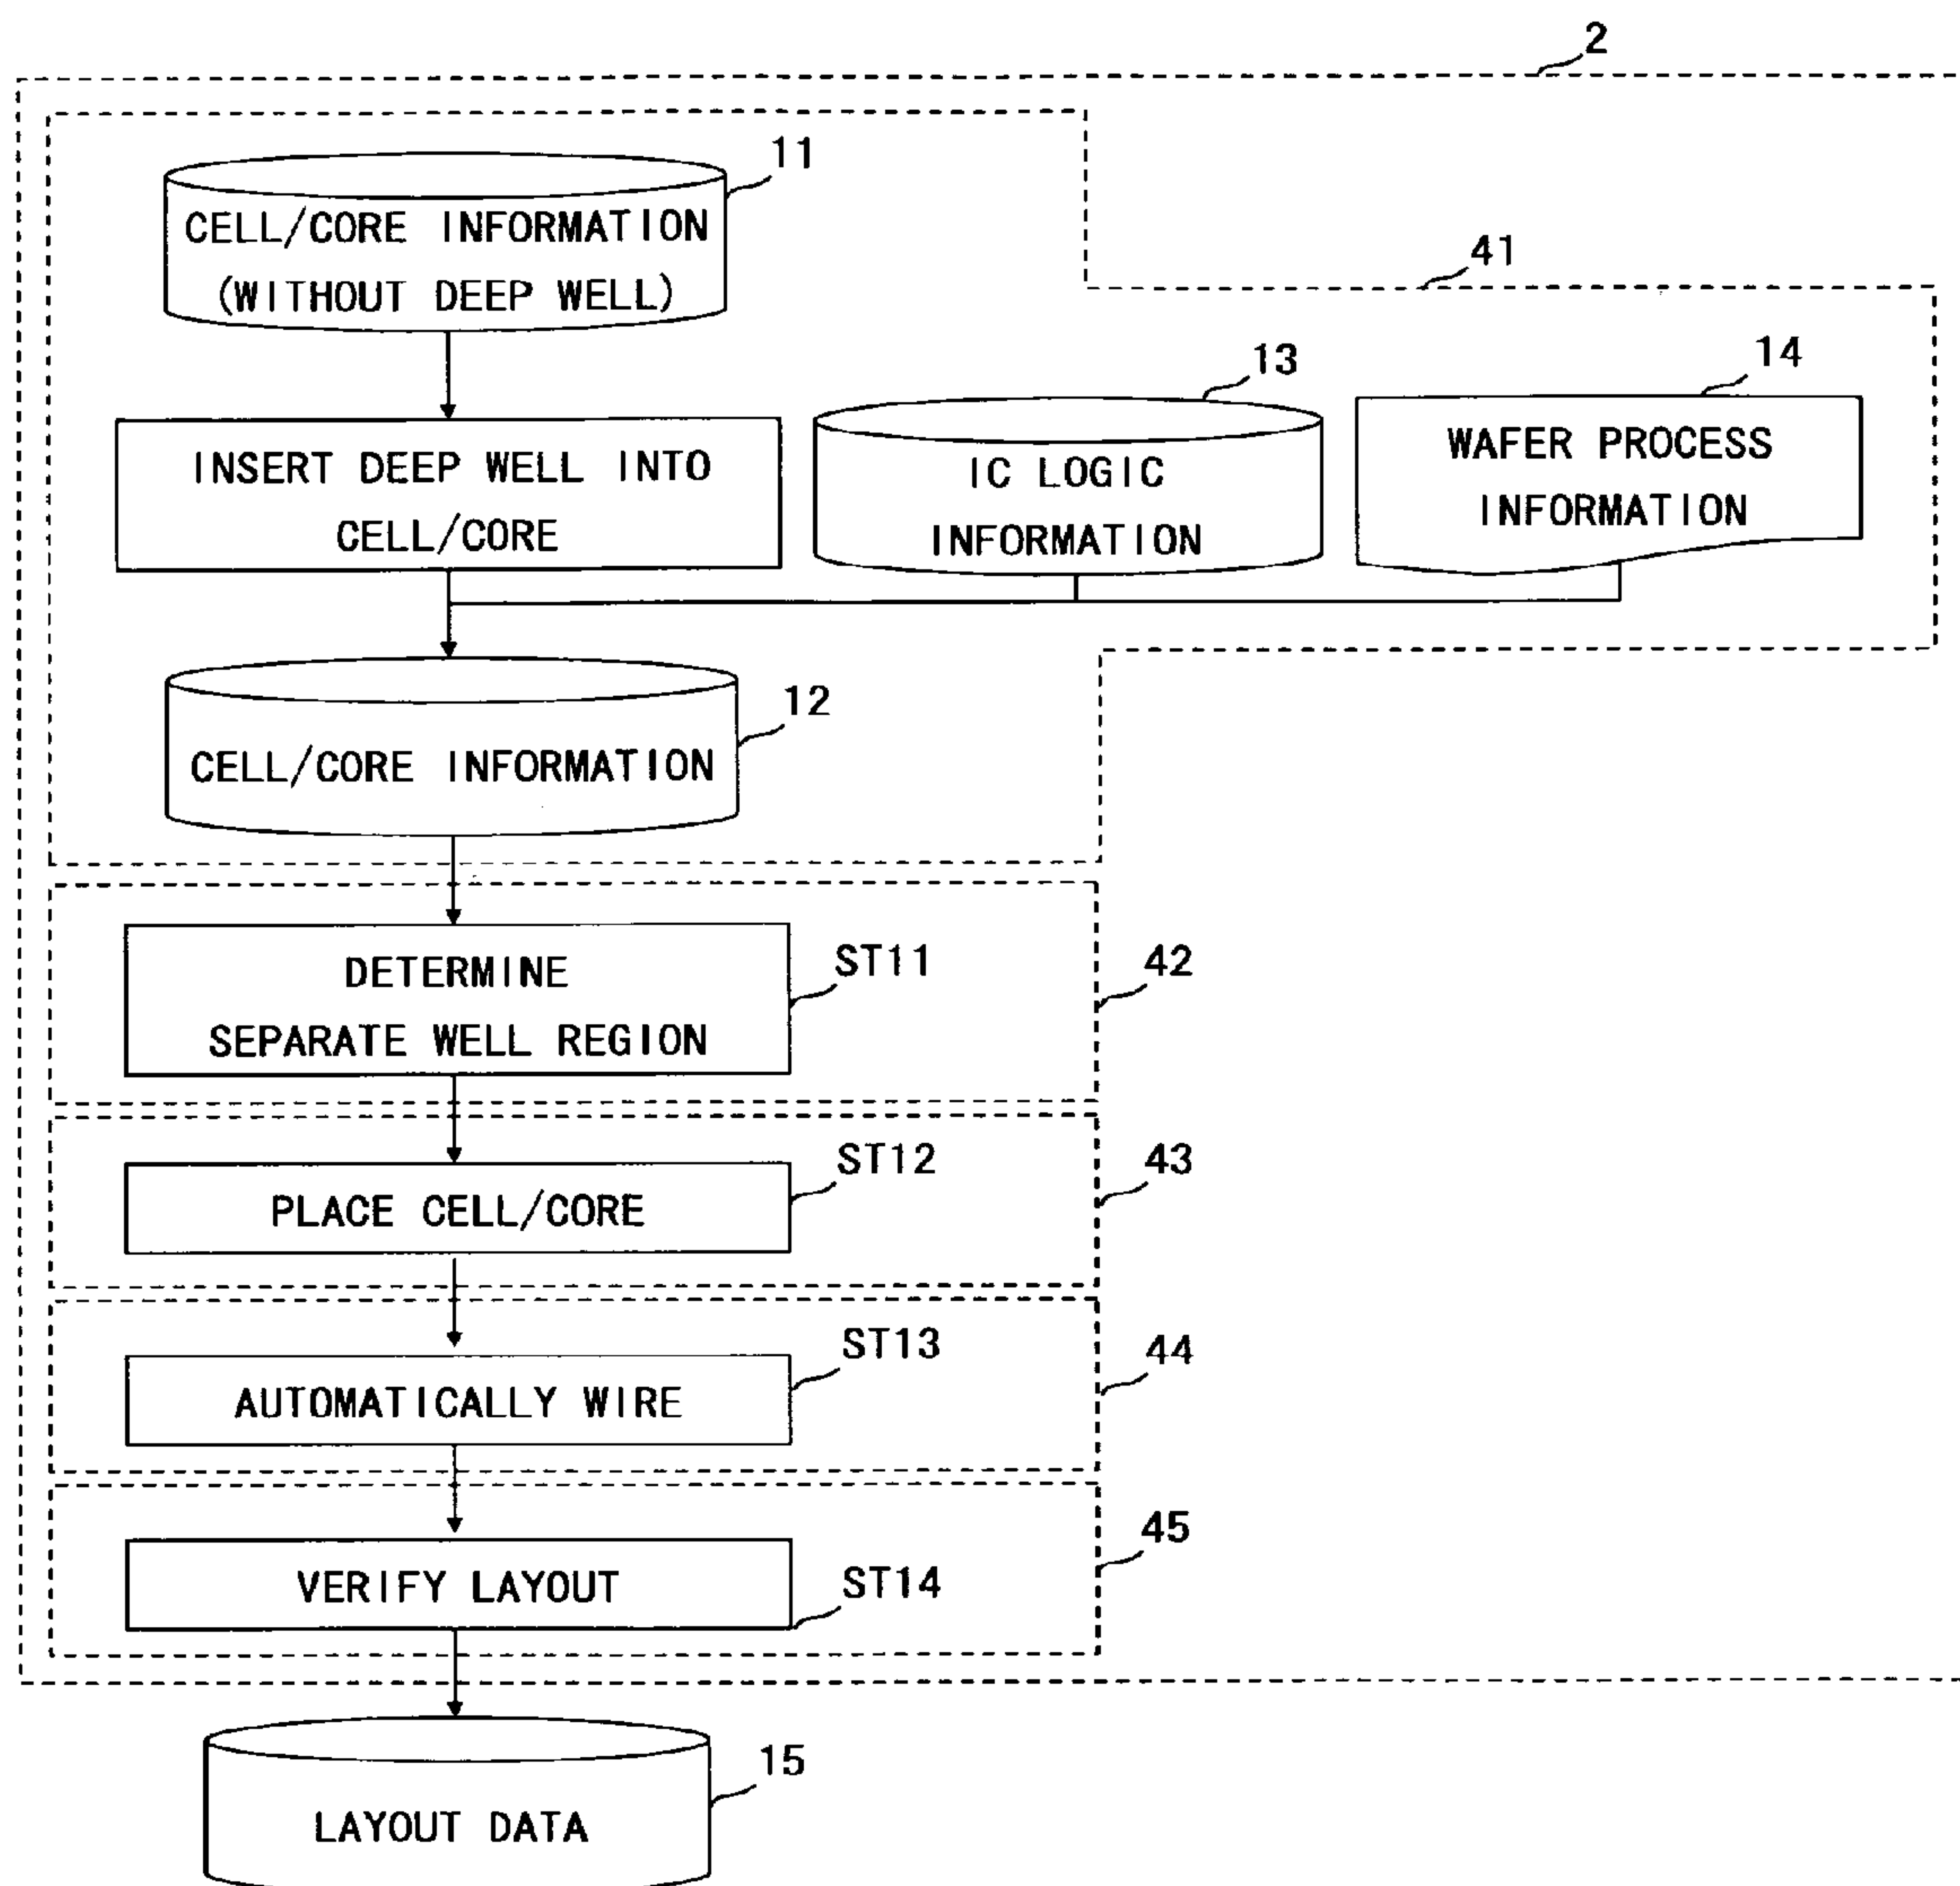 2
11
CELL/CORE INFORMATION
(WITHOUT DEEP WELL)
41
13
14
INSERT DEEP WELL INTO
CELL/CORE
IC LOGIC
INFORMATION
WAFER PROCESS
INFORMATION
12
CELL/CORE INFORMATION
ST11
42
DETERMINE
SEPARATE WELL REGION
ST12
43
PLACE CELL/CORE
ST13
44
AUTOMATICALLY WIRE
45
ST14
VERIFY LAYOUT
15
LAYOUT DATA